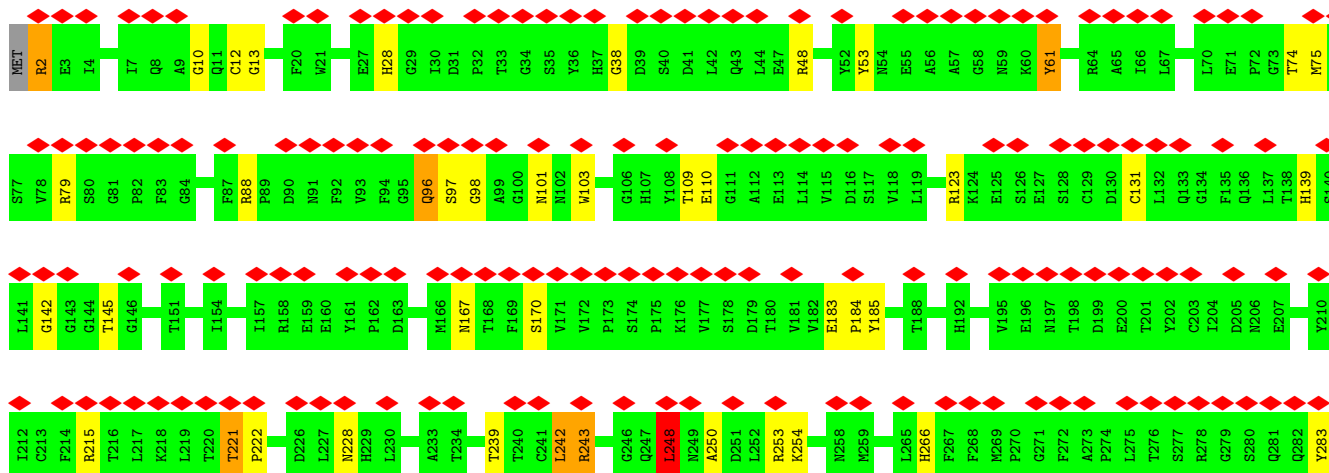 MET R2 E3 I4 I7 Q8 A9 G10 Q11 C12 G13 F20 W21 E27 H28 G29 I30 D31 P32 T33 G34 S35 Y36 H37 G38 D39 S40 D41 L42 Q43 L44 E47 R48 Y52 Y53 N54 E55 A56 A57 G58 N59 K60 Y61 R64 A65 I66 L67 L70 E71 P72 G73 T74 M75
S77 V78 R79 S80 G81 P82 F83 G84 F87 R88 P89 D90 N91 F92 V93 F94 G95 Q96 S97 G98 A99 G100 N101 N102 W103 G106 H107 Y108 T109 E110 G111 A112 E113 L114 V115 D116 S117 V118 L119 R123 K124 E125 S126 E127 S128 C129 D130 C131 L132 Q133 G134 F135 Q136 L137 T138 H139 S140
L141 G142 G143 G144 T145 G146 T151 I154 I157 R158 E159 E160 Y161 P162 D163 M166 N167 T168 F169 S170 V171 V172 P173 S174 P175 K176 V177 S178 D179 T180 V181 V182 E183 P184 Y185 T188 H192 V195 E196 N197 T198 D199 E200 T201 Y202 C203 I204 D205 N206 E207 Y210
I212 C213 F214 R215 T216 L217 K218 L219 T220 T221 P222 D226 L227 N228 H229 L230 A233 T234 T239 T240 C241 L242 R243 G246 Q247 L248 N249 A250 D251 L252 R253 K254 N258 M259 L265 H266 F267 F268 M269 P270 G271 F272 A273 P274 L275 T276 S277 R278 G279 S280 Q281 Q282 Y283